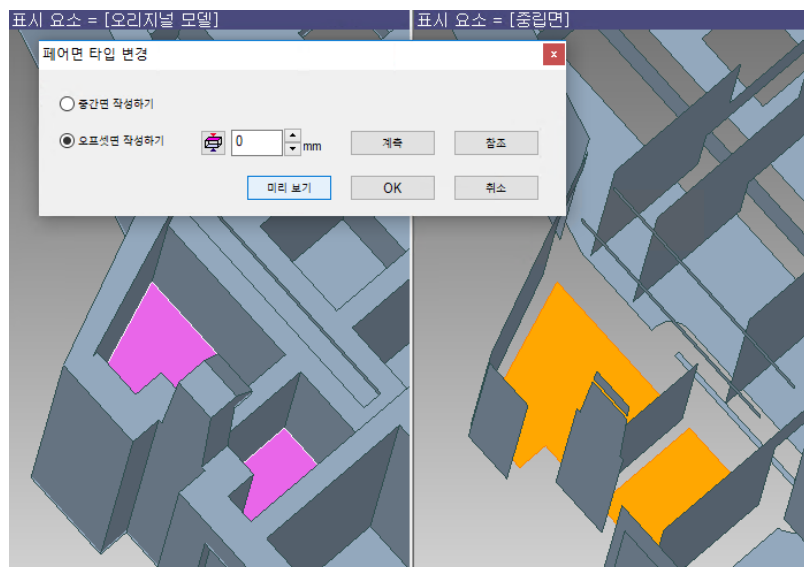 표시 요소 = [오리지널 모델]
표시 요소 = [중립면]
페어면 타입 변경
x
중간면 작성하기
오프셋면 작성하기
0
mm
계측
참조
미리 보기
OK
취소